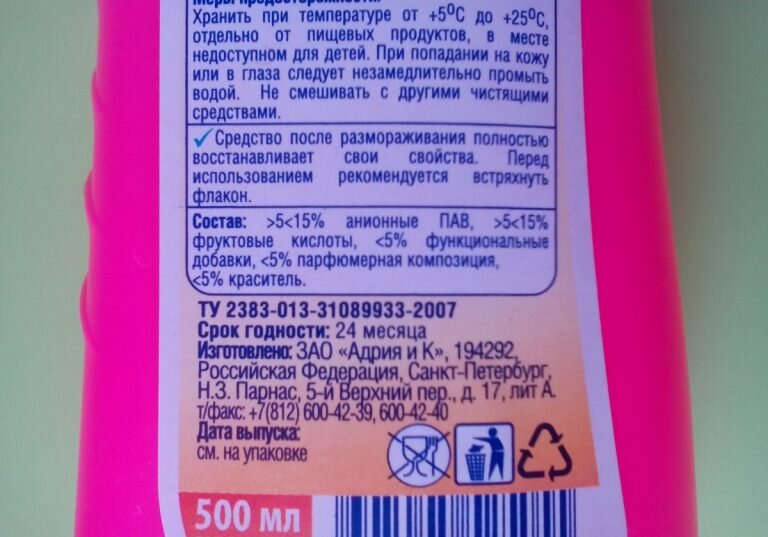 Меры предосторожности:
Хранить при температуре от +5⁰С до +25⁰С,
отдельно от пищевых продуктов, в месте
недоступном для детей. При попадании на кожу
или в глаза следует незамедлительно промыть
водой. Не смешивать с другими чистящими
средствами.
✓Средство после размораживания полностью
восстанавливает свои свойства. Перед
использованием рекомендуется встряхнуть
флакон.
Состав: >5<15% анионные ПАВ, >5<15%
фруктовые кислоты, <5% функциональные
добавки, <5% парфюмерная композиция,
<5% краситель.
ТУ 2383-013-31089933-2007
Срок годности: 24 месяца
Изготовлено: ЗАО «Адрия и К», 194292,
Российская Федерация, Санкт-Петербург,
Н.З. Парнас, 5-й Верхний пер., д. 17, лит А.
т/факс: +7(812) 600-42-39, 600-42-40
Дата выпуска:
см. на упаковке
500 мл